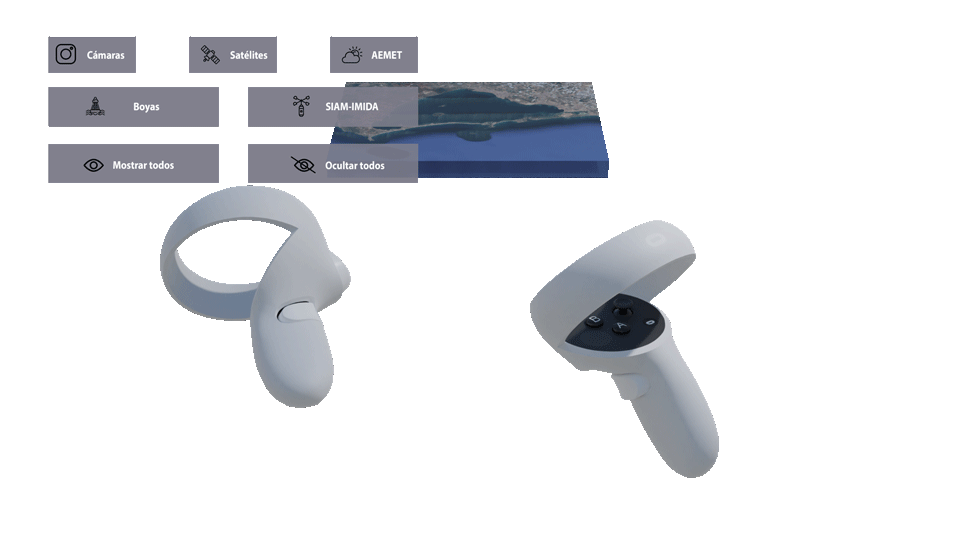 Cámaras
Satélites
AEMET
Boyas
SIAM-IMIDA
Mostrar todos
Ocultar todos
B
A